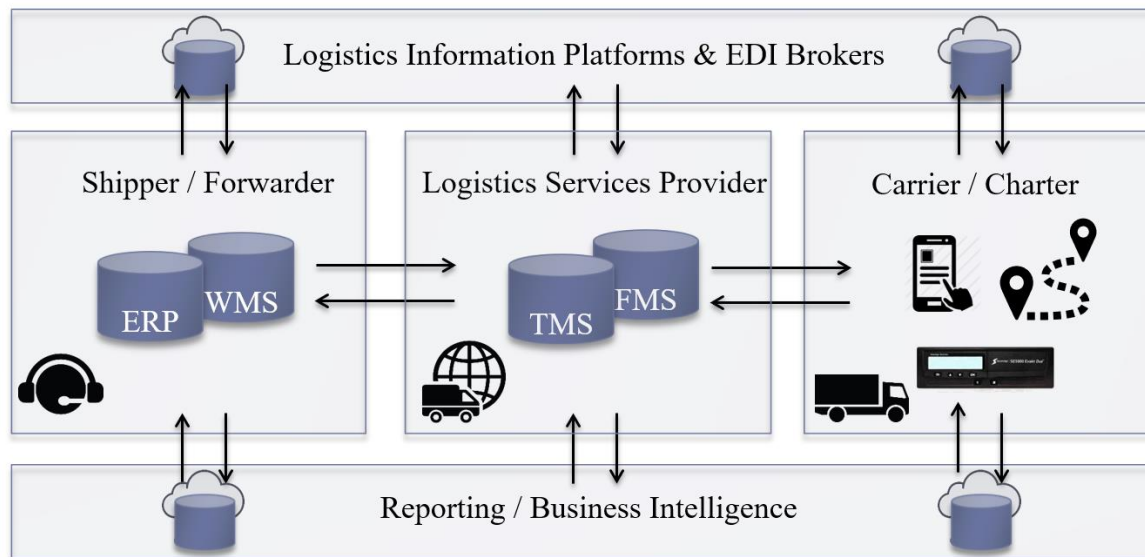 Logistics Information Platforms & EDI Brokers
Shipper / Forwarder
Logistics Services Provider
Carrier / Charter
ERP
WMS
TMS
FMS
Reporting / Business Intelligence